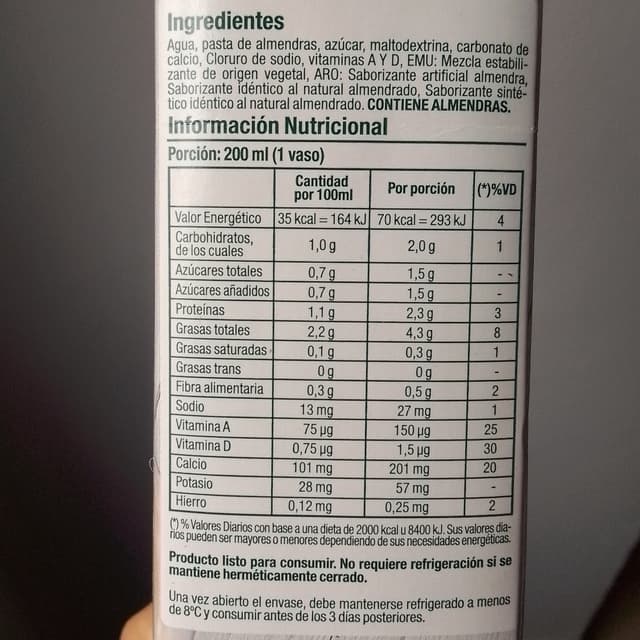 Ingredientes
Agua, pasta de almendras, azúcar, maltodextrina, carbonato de
calcio, Cloruro de sodio, vitaminas A Y D, EMU: Mezcla estabili-
zante de origen vegetal, ARO: Saborizante artificial almendra,
Saborizante idéntico al natural almendrado, Saborizante sinté-
tico idéntico al natural almendrado. CONTIENE ALMENDRAS.
Información Nutricional
Porción: 200 ml (1 vaso)
Cantidad por 100ml Por porción (*)%VD
Valor Energético 35 kcal = 164 kJ 70 kcal = 293 kJ 4
Carbohidratos, de los cuales 1,0 g 2,0 g 1
Azúcares totales 0,7 g 1,5 g - -
Azúcares añadidos 0,7 g 1,5 g -
Proteínas 1,1 g 2,3 g 3
Grasas totales 2,2 g 4,3 g 8
Grasas saturadas 0,1 g 0,3 g 1
Grasas trans 0 g 0 g -
Fibra alimentaria 0,3 g 0,5 g 2
Sodio 13 mg 27 mg 1
Vitamina A 75 µg 150 µg 25
Vitamina D 0,75 µg 1,5 µg 30
Calcio 101 mg 201 mg 20
Potasio 28 mg 57 mg -
Hierro 0,12 mg 0,25 mg 2
(*) % Valores Diarios con base a una dieta de 2000 kcal u 8400 kJ. Sus valores dia-
rios pueden ser mayores o menores dependiendo de sus necesidades energéticas.
Producto listo para consumir. No requiere refrigeración si se
mantiene herméticamente cerrado.
Una vez abierto el envase, debe mantenerse refrigerado a menos
de 8ºC y consumir antes de los 3 días posteriores.